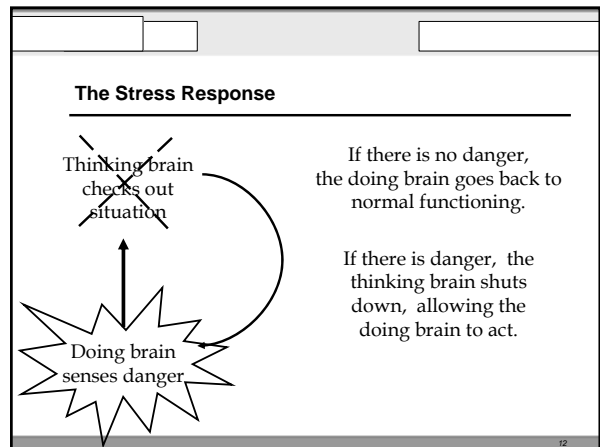 The Stress Response
Thinking brain
checks out
situation
Doing brain
senses danger
If there is no danger,
the doing brain goes back to
normal functioning.
If there is danger, the
thinking brain shuts
down, allowing the
doing brain to act.
12